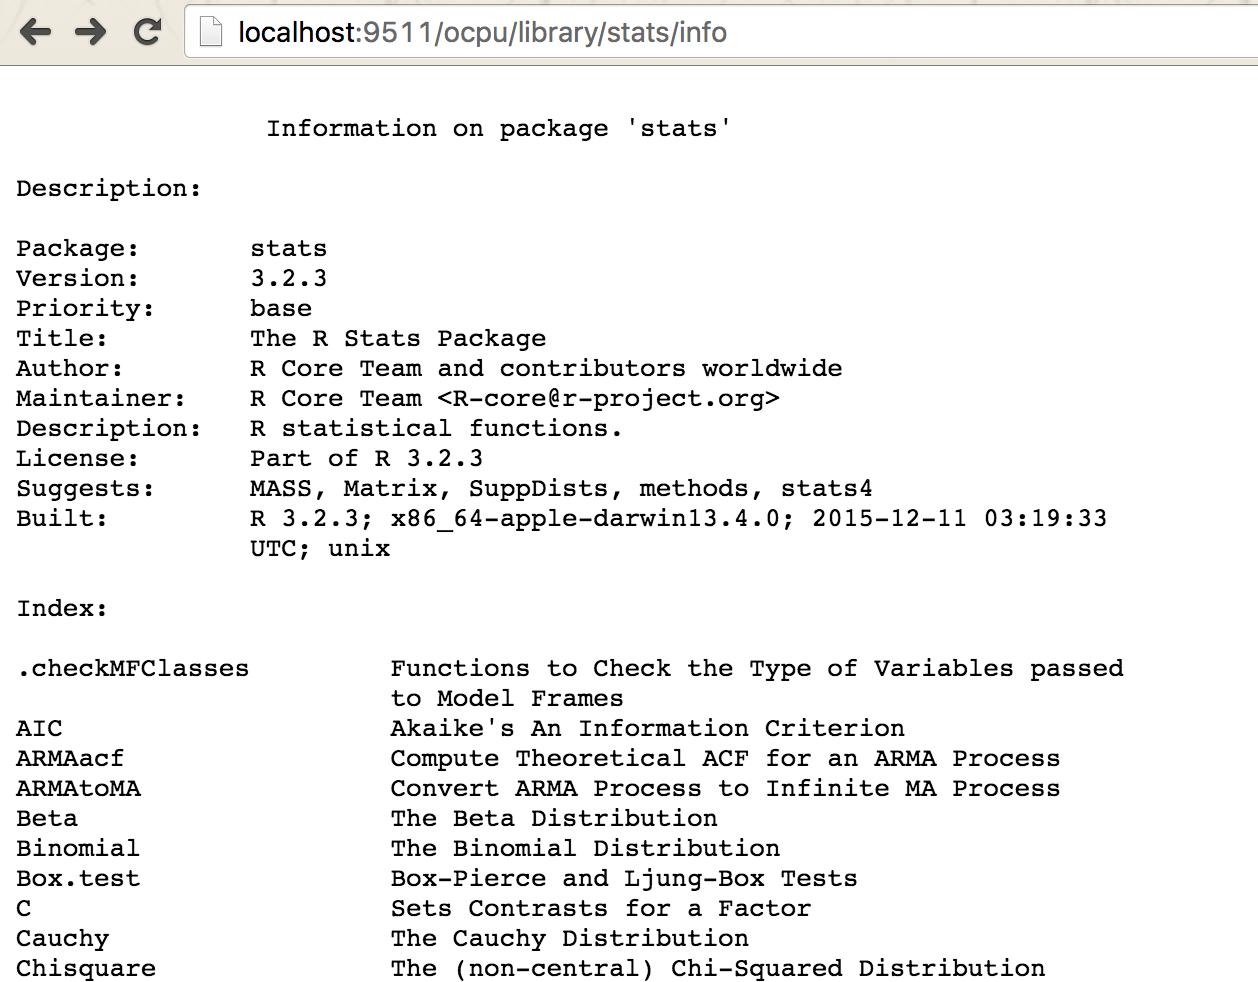 localhost:9511/ocpu/library/stats/info
Information on package 'stats'
Description:
Package: stats
Version: 3.2.3
Priority: base
Title: The R Stats Package
Author: R Core Team and contributors worldwide
Maintainer: R Core Team <R-core@r-project.org>
Description: R statistical functions.
License: Part of R 3.2.3
Suggests: MASS, Matrix, SuppDists, methods, stats4
Built: R 3.2.3; x86_64-apple-darwin13.4.0; 2015-12-11 03:19:33
UTC; unix
Index:
.checkMFClasses Functions to Check the Type of Variables passed
to Model Frames
AIC Akaike's An Information Criterion
ARMAacf Compute Theoretical ACF for an ARMA Process
ARMAtoMA Convert ARMA Process to Infinite MA Process
Beta The Beta Distribution
Binomial The Binomial Distribution
Box.test Box-Pierce and Ljung-Box Tests
C Sets Contrasts for a Factor
Cauchy The Cauchy Distribution
Chisquare The (non-central) Chi-Squared Distribution